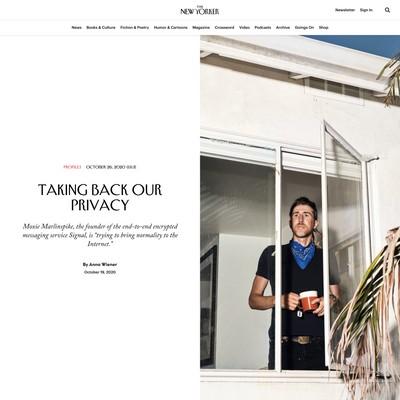 THE
NEW YORKER
Newsletter Sign In
News Books & Culture Fiction & Poetry Humor & Cartoons Magazine Crossword Video Podcasts Archive Goings On Shop
PROFILES OCTOBER 26, 2020 ISSUE
TAKING BACK OUR
PRIVACY
Moxie Marlinspike, the founder of the end-to-end encrypted
messaging service Signal, is “trying to bring normality to the
Internet.”
By Anna Wiener
October 19, 2020